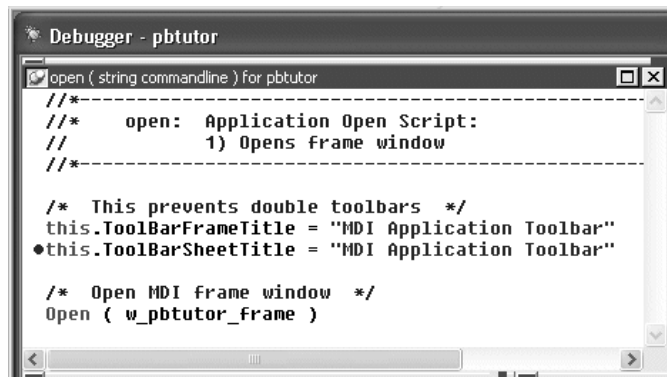 Debugger - pbtutor
open ( string commandline ) for pbtutor
//*-------------------------------------------------
//*    open:  Application Open Script:
//            1) Opens frame window
//*-------------------------------------------------
/*  This prevents double toolbars  */
this.ToolBarFrameTitle = "MDI Application Toolbar"
this.ToolBarSheetTitle = "MDI Application Toolbar"
/*  Open MDI frame window  */
Open ( w_pbtutor_frame )